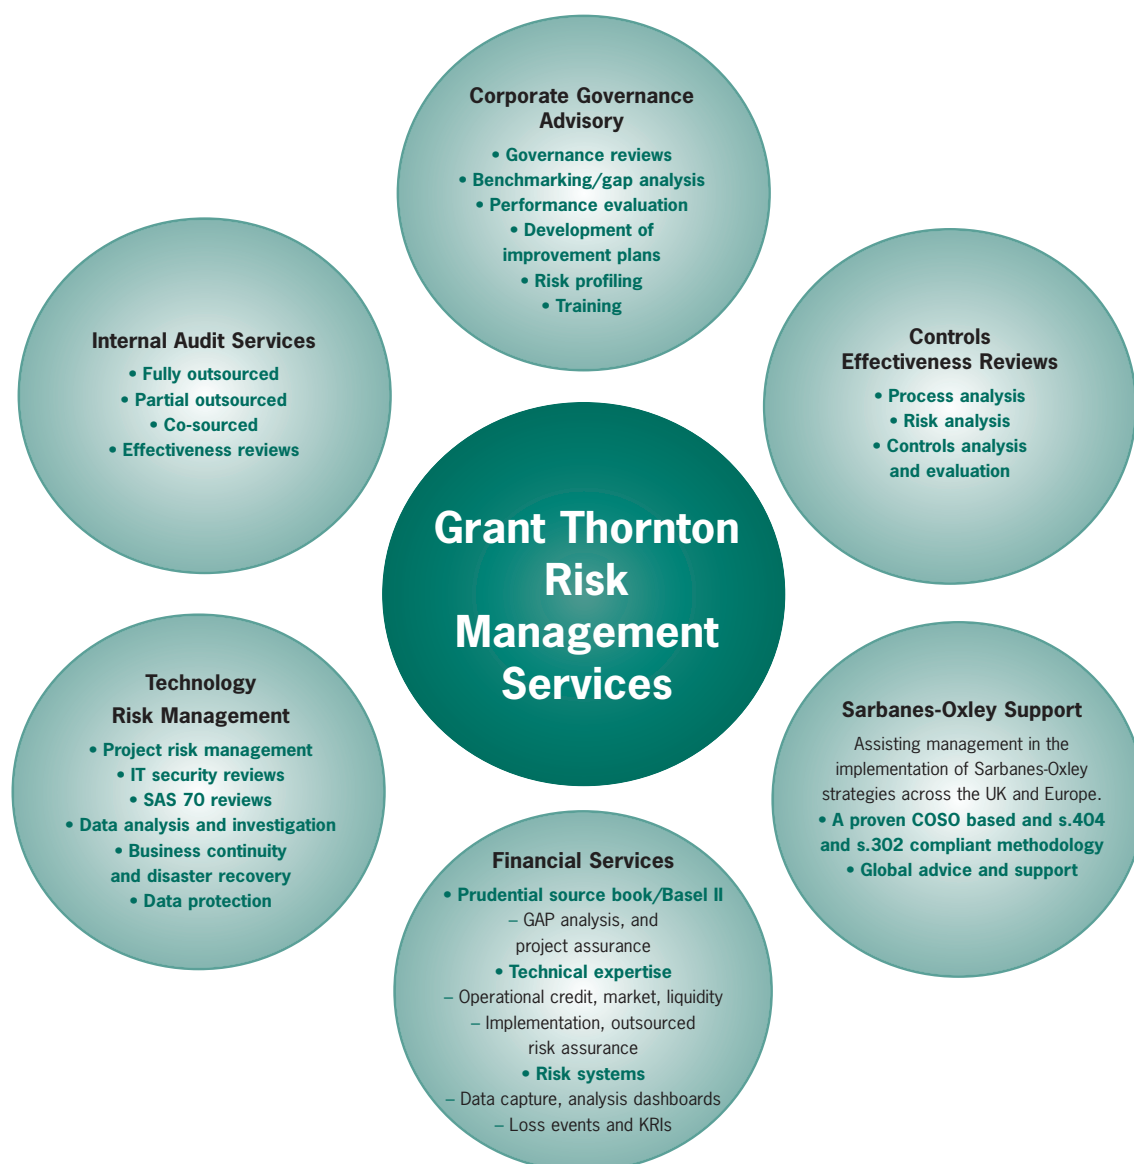 Corporate Governance
Advisory
• Governance reviews
• Benchmarking/gap analysis
• Performance evaluation
• Development of
improvement plans
• Risk profiling
• Training
Internal Audit Services
• Fully outsourced
• Partial outsourced
• Co-sourced
• Effectiveness reviews
Controls
Effectiveness Reviews
• Process analysis
• Risk analysis
• Controls analysis
and evaluation
Grant Thornton
Risk
Management
Services
Technology
Risk Management
• Project risk management
• IT security reviews
• SAS 70 reviews
• Data analysis and investigation
• Business continuity
and disaster recovery
• Data protection
Sarbanes-Oxley Support
Assisting management in the
implementation of Sarbanes-Oxley
strategies across the UK and Europe.
• A proven COSO based and s.404
and s.302 compliant methodology
• Global advice and support
Financial Services
• Prudential source book/Basel II
– GAP analysis, and
project assurance
• Technical expertise
– Operational credit, market, liquidity
– Implementation, outsourced
risk assurance
• Risk systems
– Data capture, analysis dashboards
– Loss events and KRIs